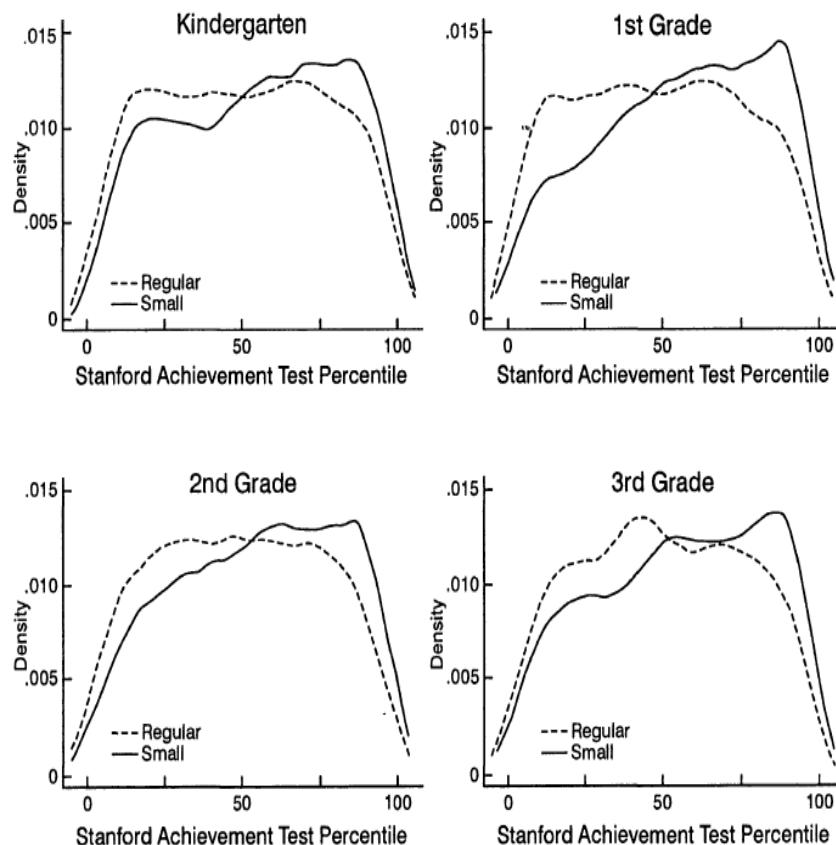 Kindergarten
.015
.010
.005
0
Density
Regular
Small
0
50
100
Stanford Achievement Test Percentile
1st Grade
.015
.010
.005
0
Density
Regular
Small
0
50
100
Stanford Achievement Test Percentile
2nd Grade
.015
.010
.005
0
Density
Regular
Small
0
50
100
Stanford Achievement Test Percentile
3rd Grade
.015
.010
.005
0
Density
Regular
Small
0
50
100
Stanford Achievement Test Percentile